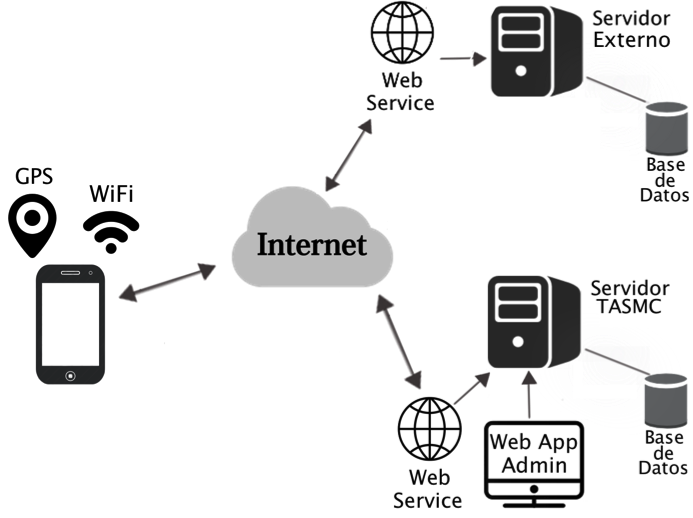 Servidor
Externo
Web
Service
Base
de
Datos
GPS
WiFi
Internet
Servidor
TASMC
Web App
Admin
Base
de
Datos
Web
Service